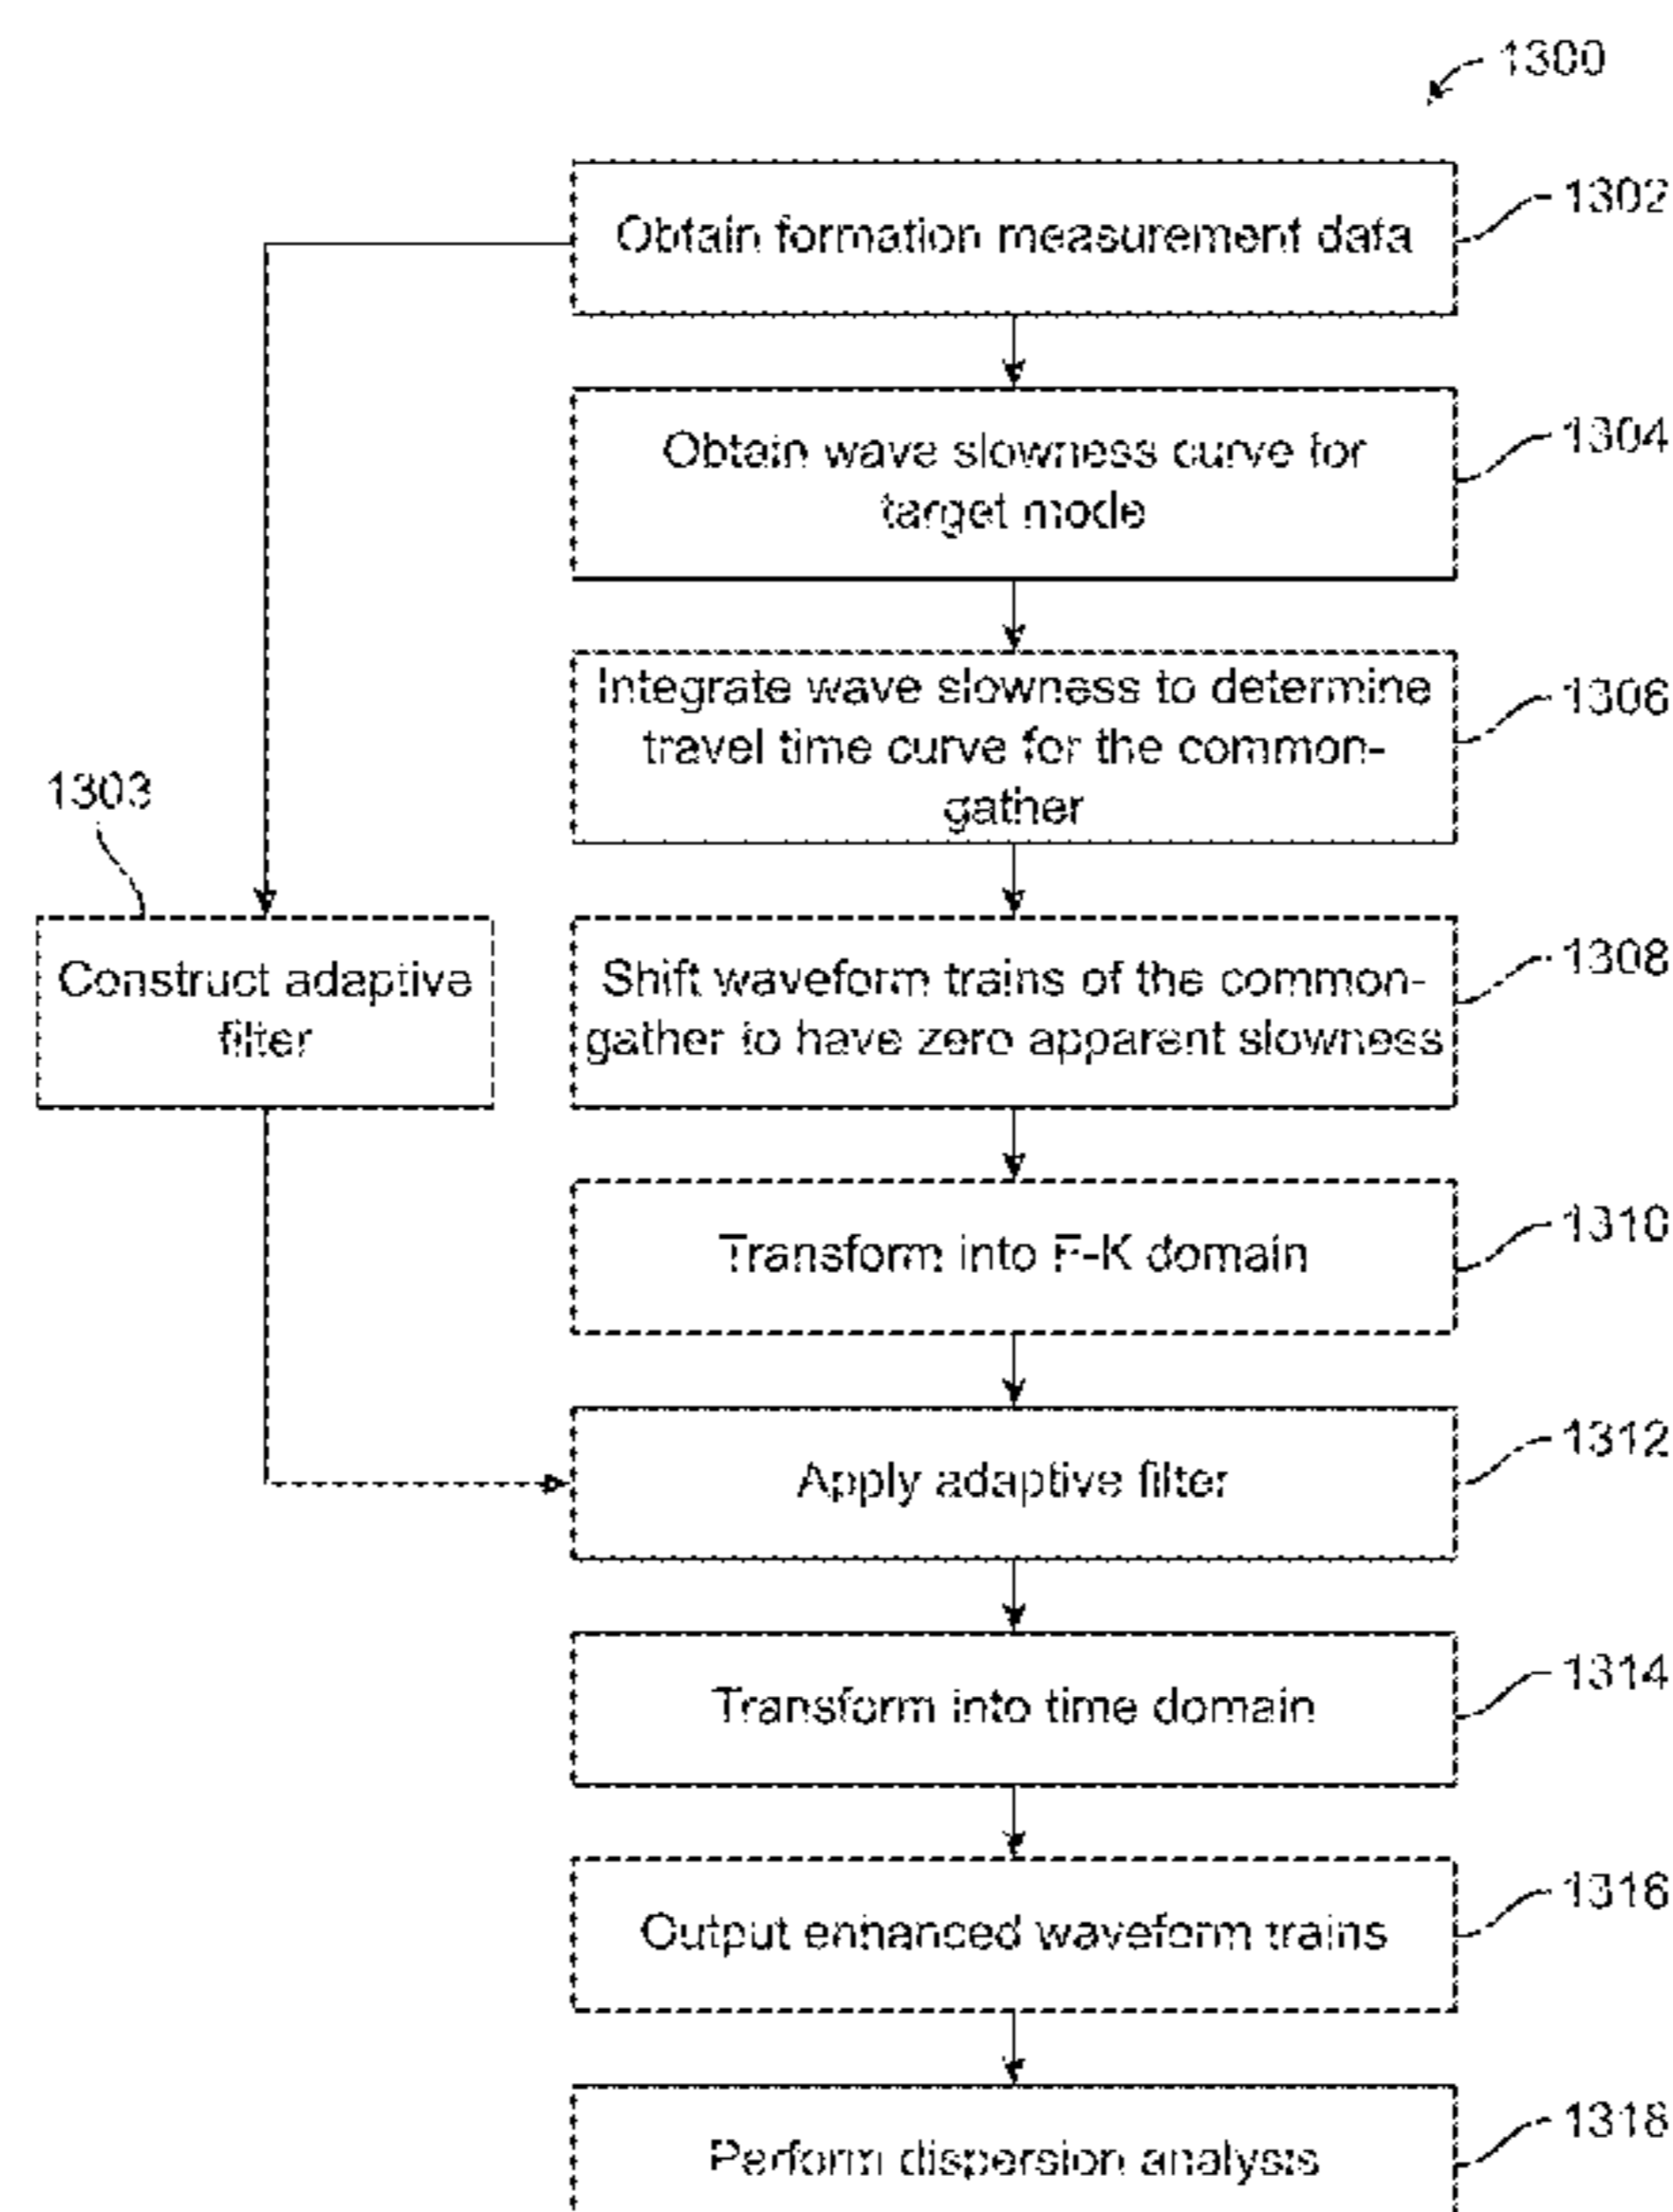 1300
Obtain formation measurement data
1302
Obtain wave slowness curve for
target mode
1304
Integrate wave slowness to determine
travel time curve for the common-
gather
1306
1303
Construct adaptive
filter
Shift waveform trains of the common-
gather to have zero apparent slowness
1308
Transform into F-K domain
1310
Apply adaptive filter
1312
Transform into time domain
1314
Output enhanced waveform trains
1316
Perform dispersion analysis
1318